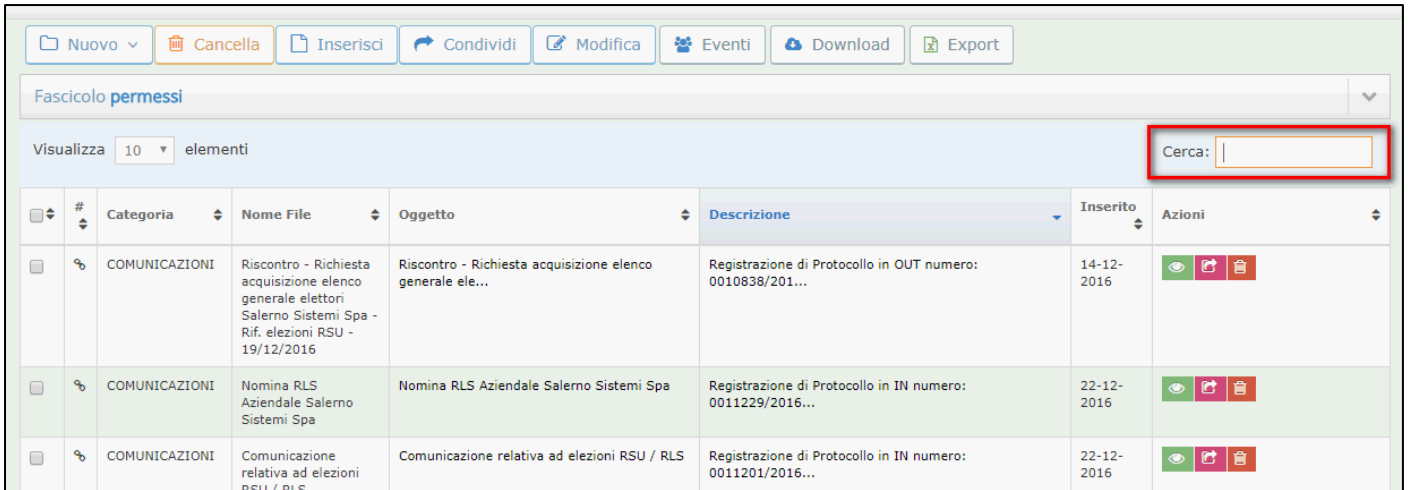 Nuovo Cancella Inserisci Condividi Modifica Eventi Download Export
Fascicolo permessi
Visualizza 10 elementi Cerca:
# Categoria Nome File Oggetto Descrizione Inserito Azioni
COMUNICAZIONI
Riscontro - Richiesta
acquisizione elenco
generale elettori
Salerno Sistemi Spa -
Rif. elezioni RSU -
19/12/2016
Riscontro - Richiesta acquisizione elenco
generale ele...
Registrazione di Protocollo in OUT numero:
0010838/201...
14-12-
2016
COMUNICAZIONI
Nomina RLS
Aziendale Salerno
Sistemi Spa
Nomina RLS Aziendale Salerno Sistemi Spa
Registrazione di Protocollo in IN numero:
0011229/2016...
22-12-
2016
COMUNICAZIONI
Comunicazione
relativa ad elezioni
RSU / RLS
Comunicazione relativa ad elezioni RSU / RLS
Registrazione di Protocollo in IN numero:
0011201/2016...
22-12-
2016